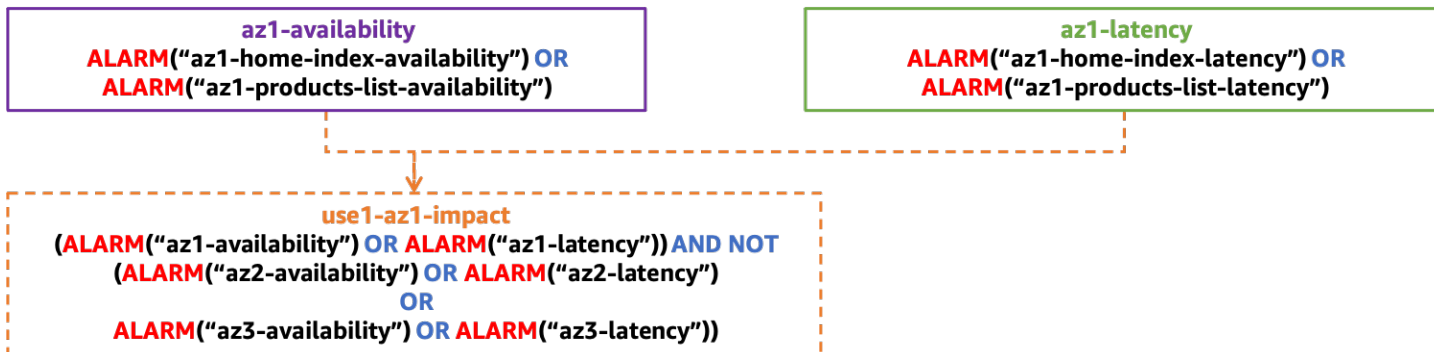 az1-availability
ALARM(“az1-home-index-availability”) OR
ALARM(“az1-products-list-availability”)
az1-latency
ALARM(“az1-home-index-latency”) OR
ALARM(“az1-products-list-latency”)
use1-az1-impact
(ALARM(“az1-availability”) OR ALARM(“az1-latency”)) AND NOT
(ALARM(“az2-availability”) OR ALARM(“az2-latency”)
OR
ALARM(“az3-availability”) OR ALARM(“az3-latency”))